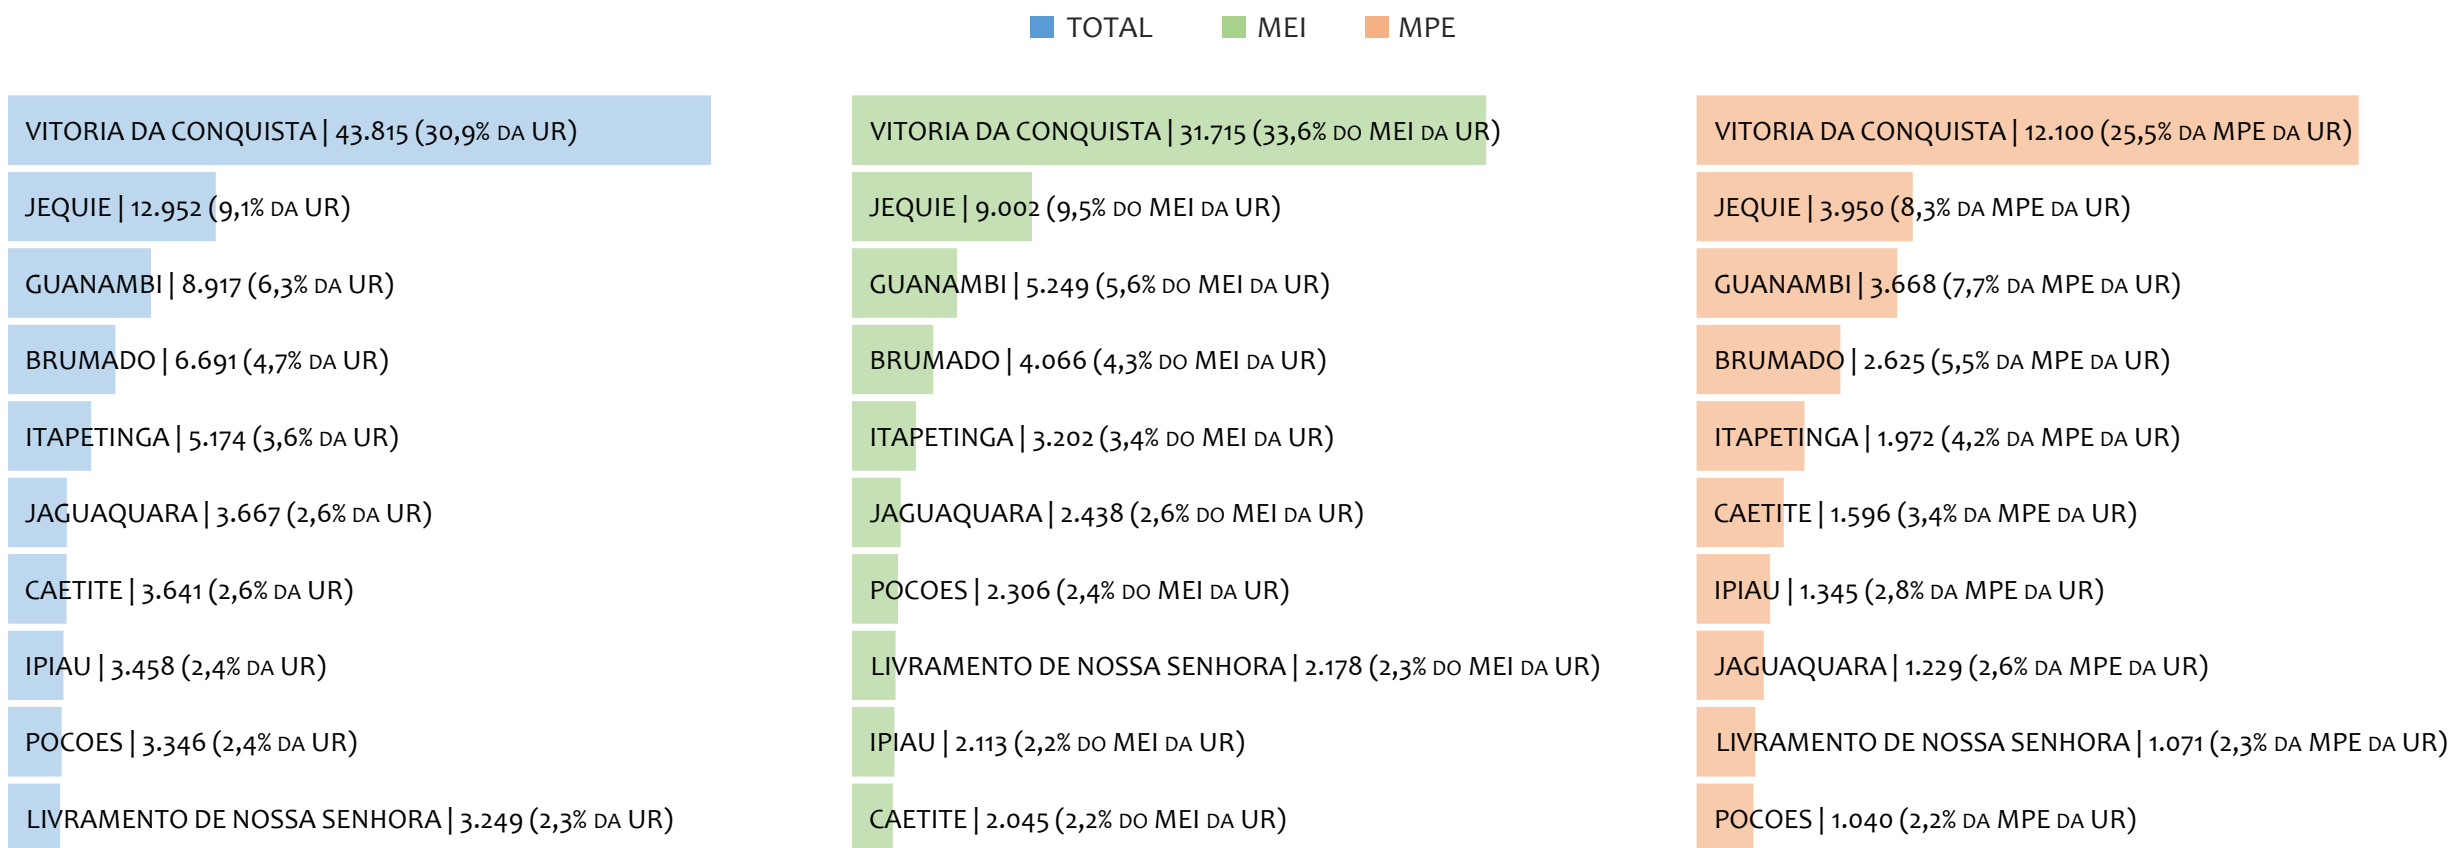 TOTAL MEI MPE
VITORIA DA CONQUISTA | 43.815 (30,9% DA UR)
JEQUIE | 12.952 (9,1% DA UR)
GUANAMBI | 8.917 (6,3% DA UR)
BRUMADO | 6.691 (4,7% DA UR)
ITAPETINGA | 5.174 (3,6% DA UR)
JAGUAQUARA | 3.667 (2,6% DA UR)
CAETITE | 3.641 (2,6% DA UR)
IPIAU | 3.458 (2,4% DA UR)
POCOES | 3.346 (2,4% DA UR)
LIVRAMENTO DE NOSSA SENHORA | 3.249 (2,3% DA UR)
VITORIA DA CONQUISTA | 31.715 (33,6% DO MEI DA UR)
JEQUIE | 9.002 (9,5% DO MEI DA UR)
GUANAMBI | 5.249 (5,6% DO MEI DA UR)
BRUMADO | 4.066 (4,3% DO MEI DA UR)
ITAPETINGA | 3.202 (3,4% DO MEI DA UR)
JAGUAQUARA | 2.438 (2,6% DO MEI DA UR)
POCOES | 2.306 (2,4% DO MEI DA UR)
LIVRAMENTO DE NOSSA SENHORA | 2.178 (2,3% DO MEI DA UR)
IPIAU | 2.113 (2,2% DO MEI DA UR)
CAETITE | 2.045 (2,2% DO MEI DA UR)
VITORIA DA CONQUISTA | 12.100 (25,5% DA MPE DA UR)
JEQUIE | 3.950 (8,3% DA MPE DA UR)
GUANAMBI | 3.668 (7,7% DA MPE DA UR)
BRUMADO | 2.625 (5,5% DA MPE DA UR)
ITAPETINGA | 1.972 (4,2% DA MPE DA UR)
CAETITE | 1.596 (3,4% DA MPE DA UR)
IPIAU | 1.345 (2,8% DA MPE DA UR)
JAGUAQUARA | 1.229 (2,6% DA MPE DA UR)
LIVRAMENTO DE NOSSA SENHORA | 1.071 (2,3% DA MPE DA UR)
POCOES | 1.040 (2,2% DA MPE DA UR)